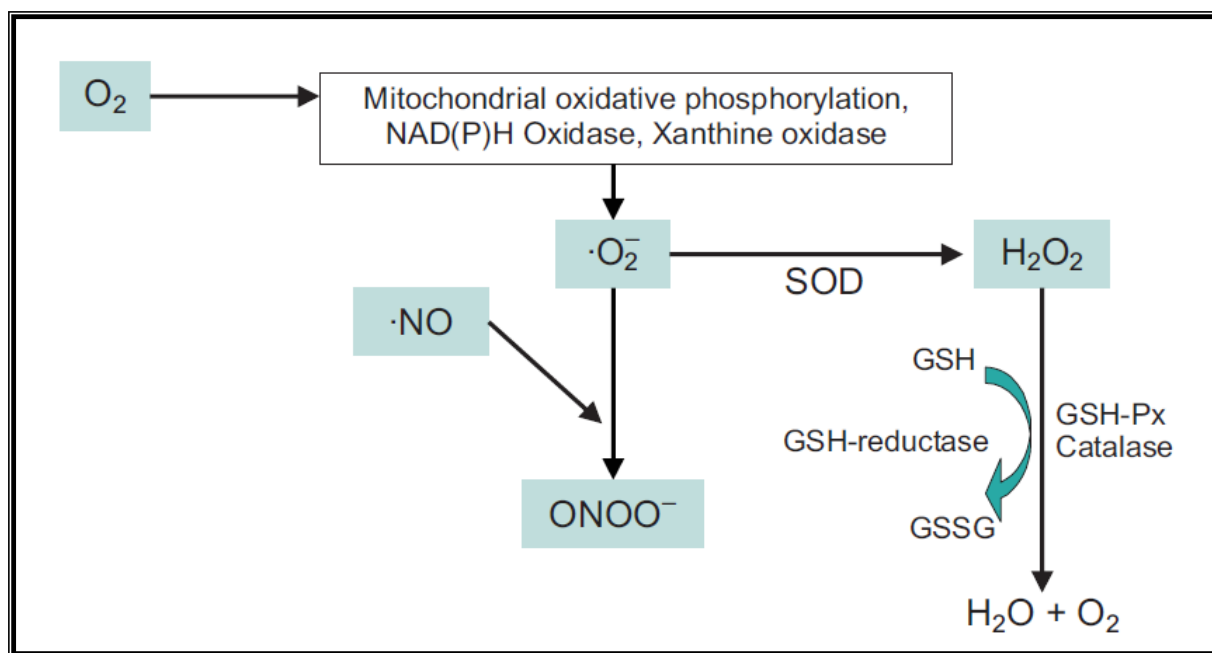 O₂
Mitochondrial oxidative phosphorylation,
NAD(P)H Oxidase, Xanthine oxidase
·O₂⁻
SOD
H₂O₂
·NO
GSH
GSH-reductase
GSH-Px
Catalase
GSSG
ONOO⁻
H₂O + O₂